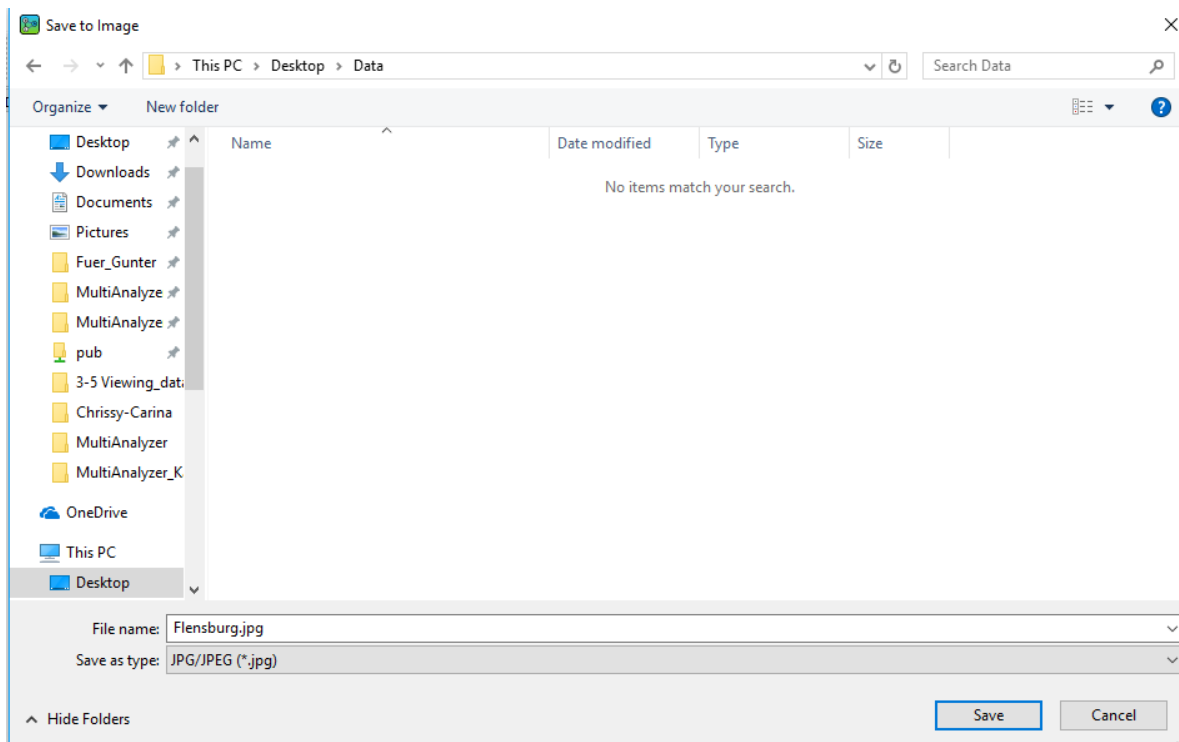 Save to Image
This PC > Desktop > Data
Search Data
Organize
New folder
Name
Date modified
Type
Size
No items match your search.
Desktop
Downloads
Documents
Pictures
Fuer_Gunter
MultiAnalyze
MultiAnalyze
pub
3-5 Viewing_data
Chrissy-Carina
MultiAnalyzer
MultiAnalyzer_K
OneDrive
This PC
Desktop
File name: Flensburg.jpg
Save as type: JPG/JPEG (*.jpg)
Hide Folders
Save
Cancel